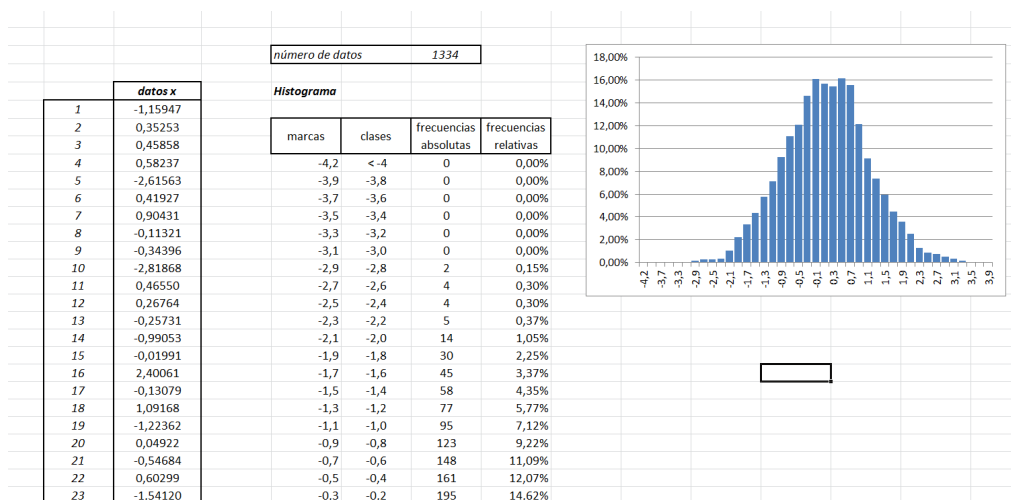 número de datos 1334
datos x
Histograma
marcas clases frecuencias absolutas frecuencias relativas
1 -1,15947
2 0,35253
3 0,45858
4 0,58237 -4,2 < -4 0 0,00%
5 -2,61563 -3,9 -3,8 0 0,00%
6 0,41927 -3,7 -3,6 0 0,00%
7 0,90431 -3,5 -3,4 0 0,00%
8 -0,11321 -3,3 -3,2 0 0,00%
9 -0,34396 -3,1 -3,0 0 0,00%
10 -2,81868 -2,9 -2,8 2 0,15%
11 0,46550 -2,7 -2,6 4 0,30%
12 0,26764 -2,5 -2,4 4 0,30%
13 -0,25731 -2,3 -2,2 5 0,37%
14 -0,99053 -2,1 -2,0 14 1,05%
15 -0,01991 -1,9 -1,8 30 2,25%
16 2,40061 -1,7 -1,6 45 3,37%
17 -0,13079 -1,5 -1,4 58 4,35%
18 1,09168 -1,3 -1,2 77 5,77%
19 -1,22362 -1,1 -1,0 95 7,12%
20 0,04922 -0,9 -0,8 123 9,22%
21 -0,54684 -0,7 -0,6 148 11,09%
22 0,60299 -0,5 -0,4 161 12,07%
23 -1,54120 -0,3 -0,2 195 14,62%
18,00%
16,00%
14,00%
12,00%
10,00%
8,00%
6,00%
4,00%
2,00%
0,00%
-4,2 -3,7 -3,3 -2,9 -2,5 -2,1 -1,7 -1,3 -0,9 -0,5 -0,1 0,3 0,7 1,1 1,5 1,9 2,3 2,7 3,1 3,5 3,9